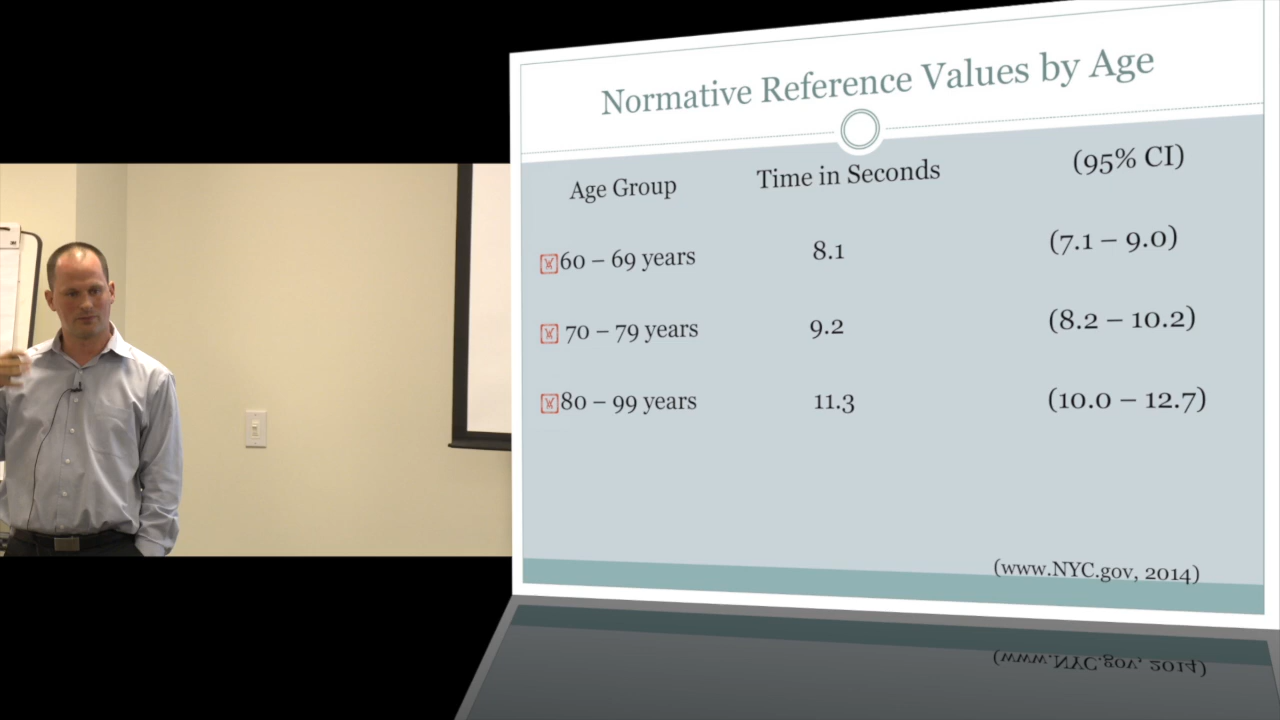 Normative Reference Values by Age
Age Group Time in Seconds (95% CI)
60 – 69 years 8.1 (7.1 – 9.0)
70 – 79 years 9.2 (8.2 – 10.2)
80 – 99 years 11.3 (10.0 – 12.7)
(www.NYC.gov, 2014)